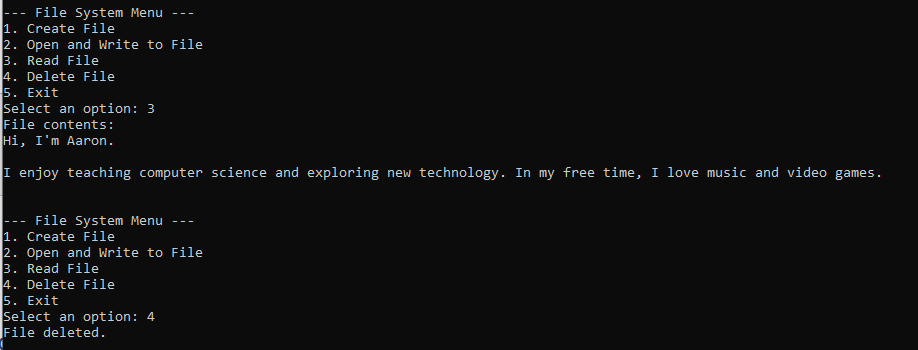 --- File System Menu ---
1. Create File
2. Open and Write to File
3. Read File
4. Delete File
5. Exit
Select an option: 3
File contents:
Hi, I'm Aaron.
I enjoy teaching computer science and exploring new technology. In my free time, I love music and video games.
--- File System Menu ---
1. Create File
2. Open and Write to File
3. Read File
4. Delete File
5. Exit
Select an option: 4
File deleted.